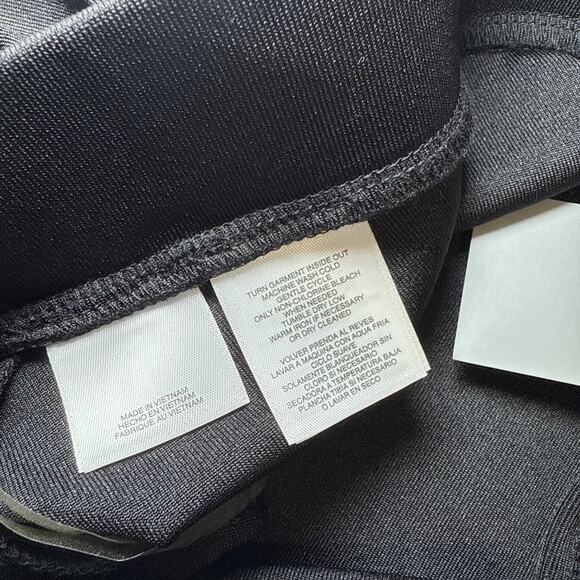 MADE IN VIETNAM
HECHO EN VIETNAM
FABRIQUE AU VIETNAM
TURN GARMENT INSIDE OUT
MACHINE WASH COLD
GENTLE CYCLE
ONLY NON-CHLORINE BLEACH
WHEN NEEDED
TUMBLE DRY LOW
WARM IRON IF NECESSARY
OR DRY CLEANED
VOLVER PRENDA AL REVES
LAVAR A MAQUINA CON AQUA FRIA
CICLO SUAVE
SOLAMENTE BLANQUEADOR SIN
CLORO SI NECESARIO
SECADORA A TEMPERATURA BAJA
PLANCHA TIBIA SI NECESARIO
O LAVAR EN SECO